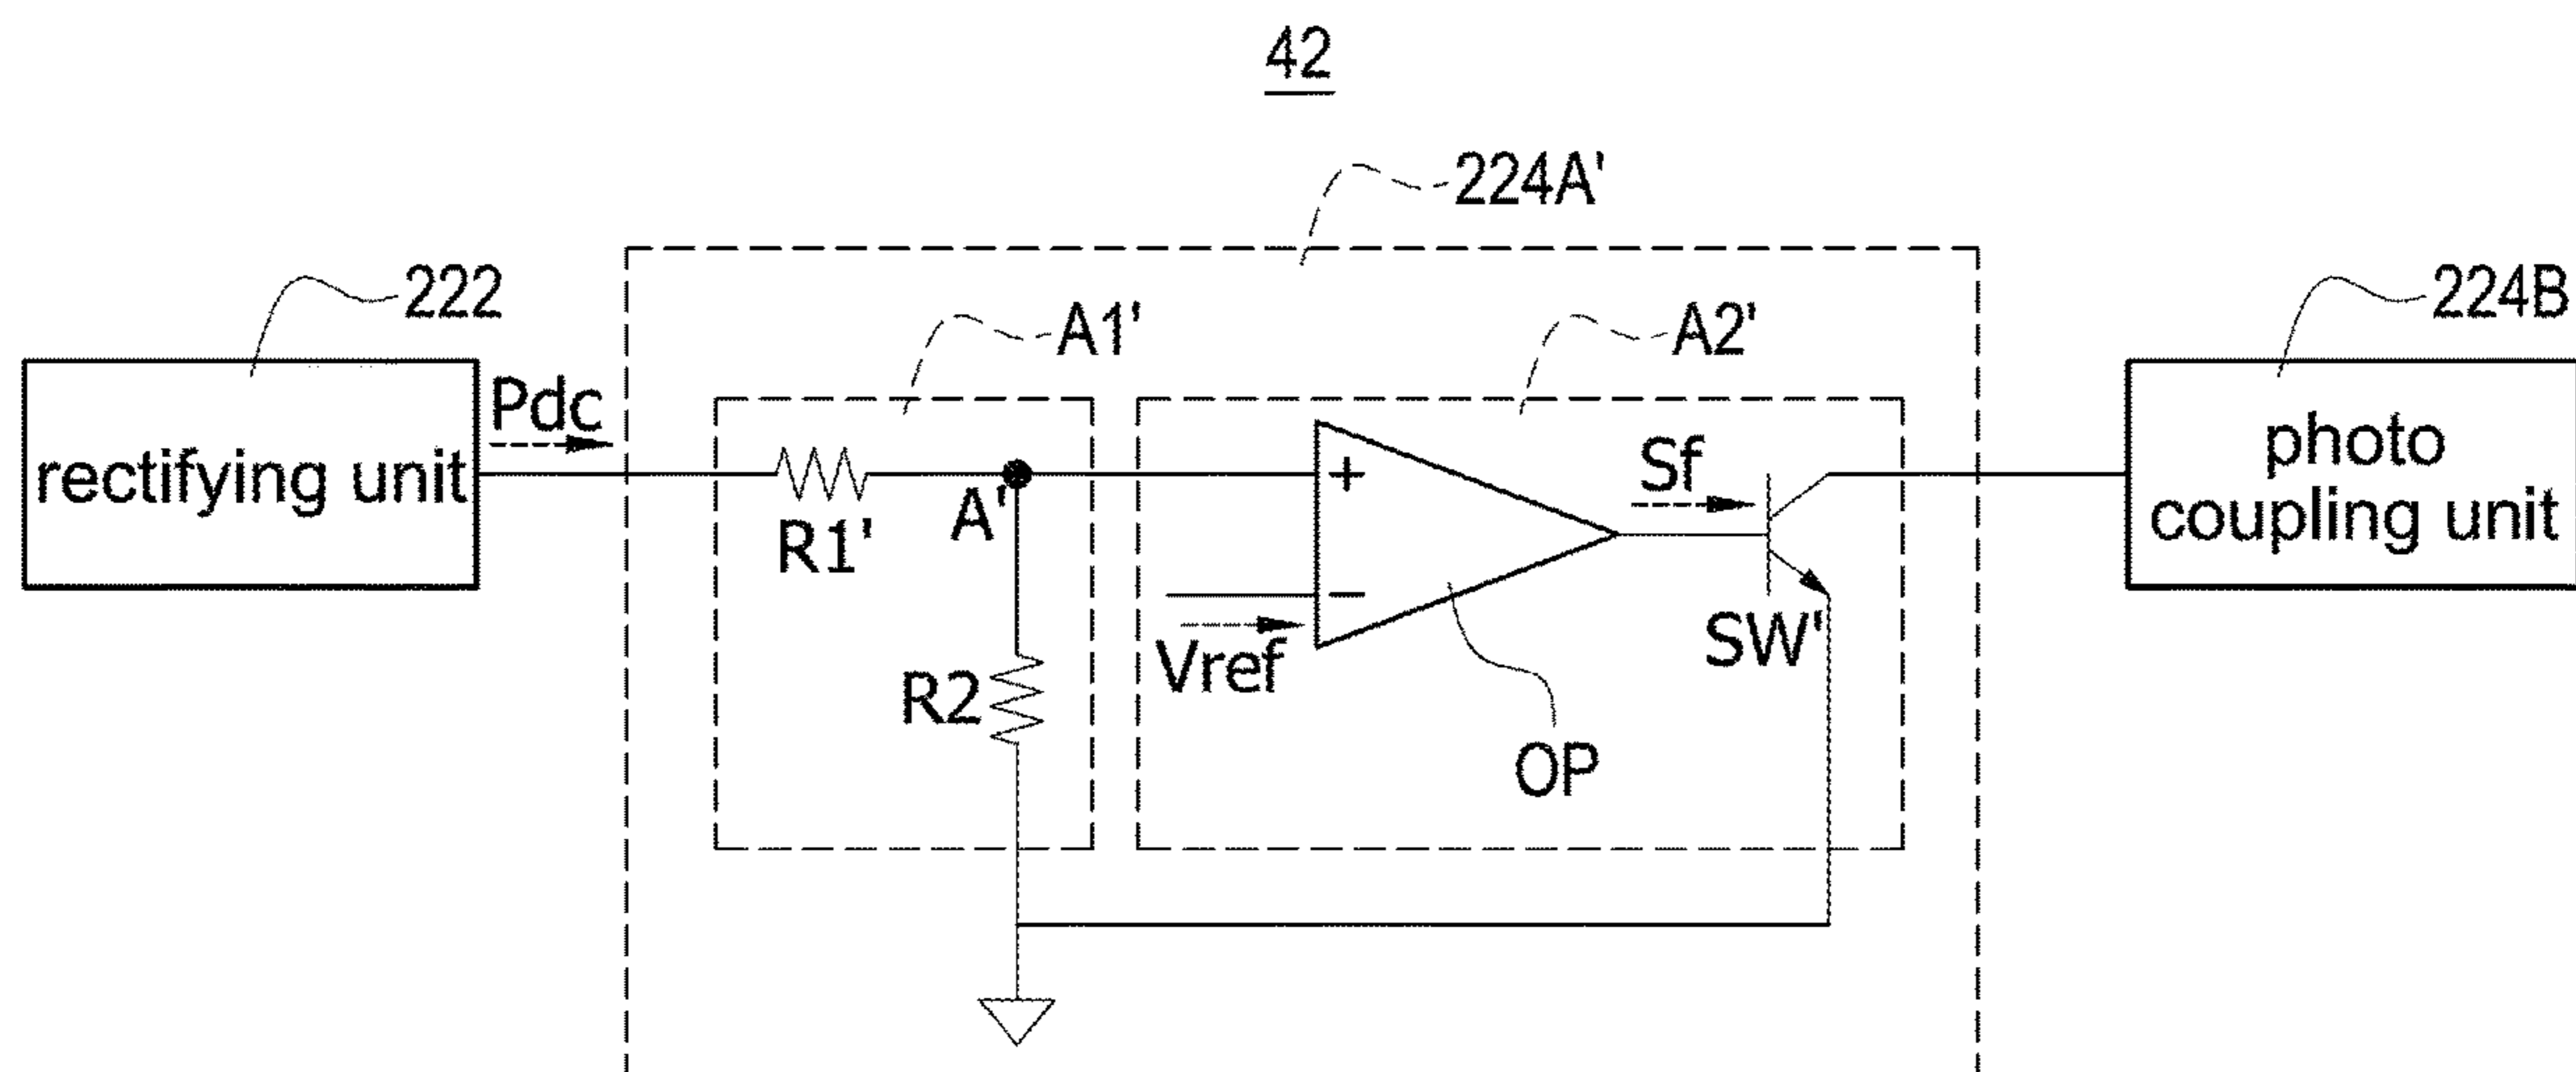 42
224A'
222
A1'
A2'
224B
Pdc
rectifying unit
+
Sf
photo
coupling unit
A'
R1'
−
SW'
Vref
R2
OP